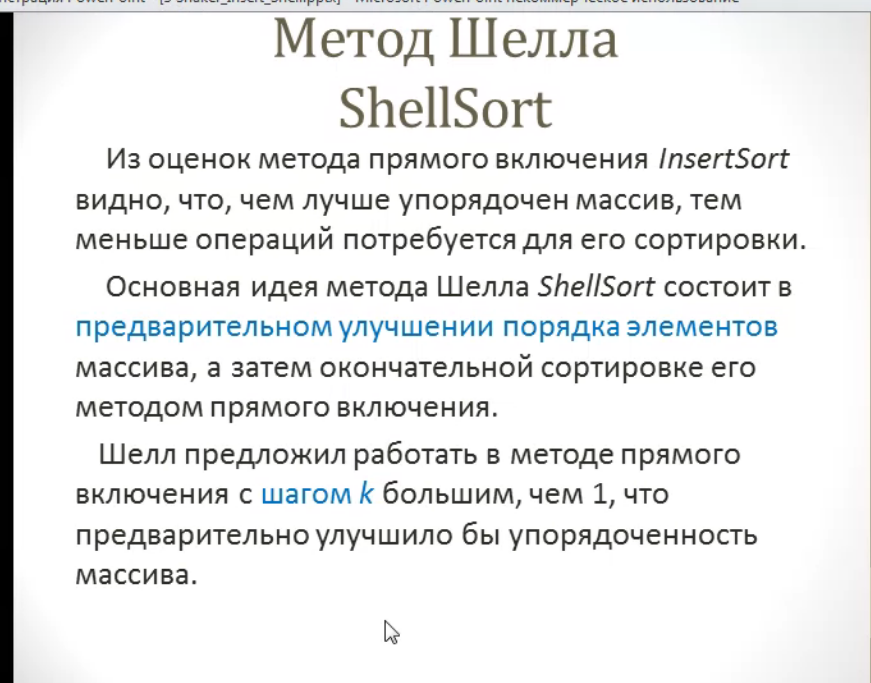 Метод Шелла
ShellSort
Из оценок метода прямого включения InsertSort
видно, что, чем лучше упорядочен массив, тем
меньше операций потребуется для его сортировки.
Основная идея метода Шелла ShellSort состоит в
предварительном улучшении порядка элементов
массива, а затем окончательной сортировке его
методом прямого включения.
Шелл предложил работать в методе прямого
включения с шагом k большим, чем 1, что
предварительно улучшило бы упорядоченность
массива.